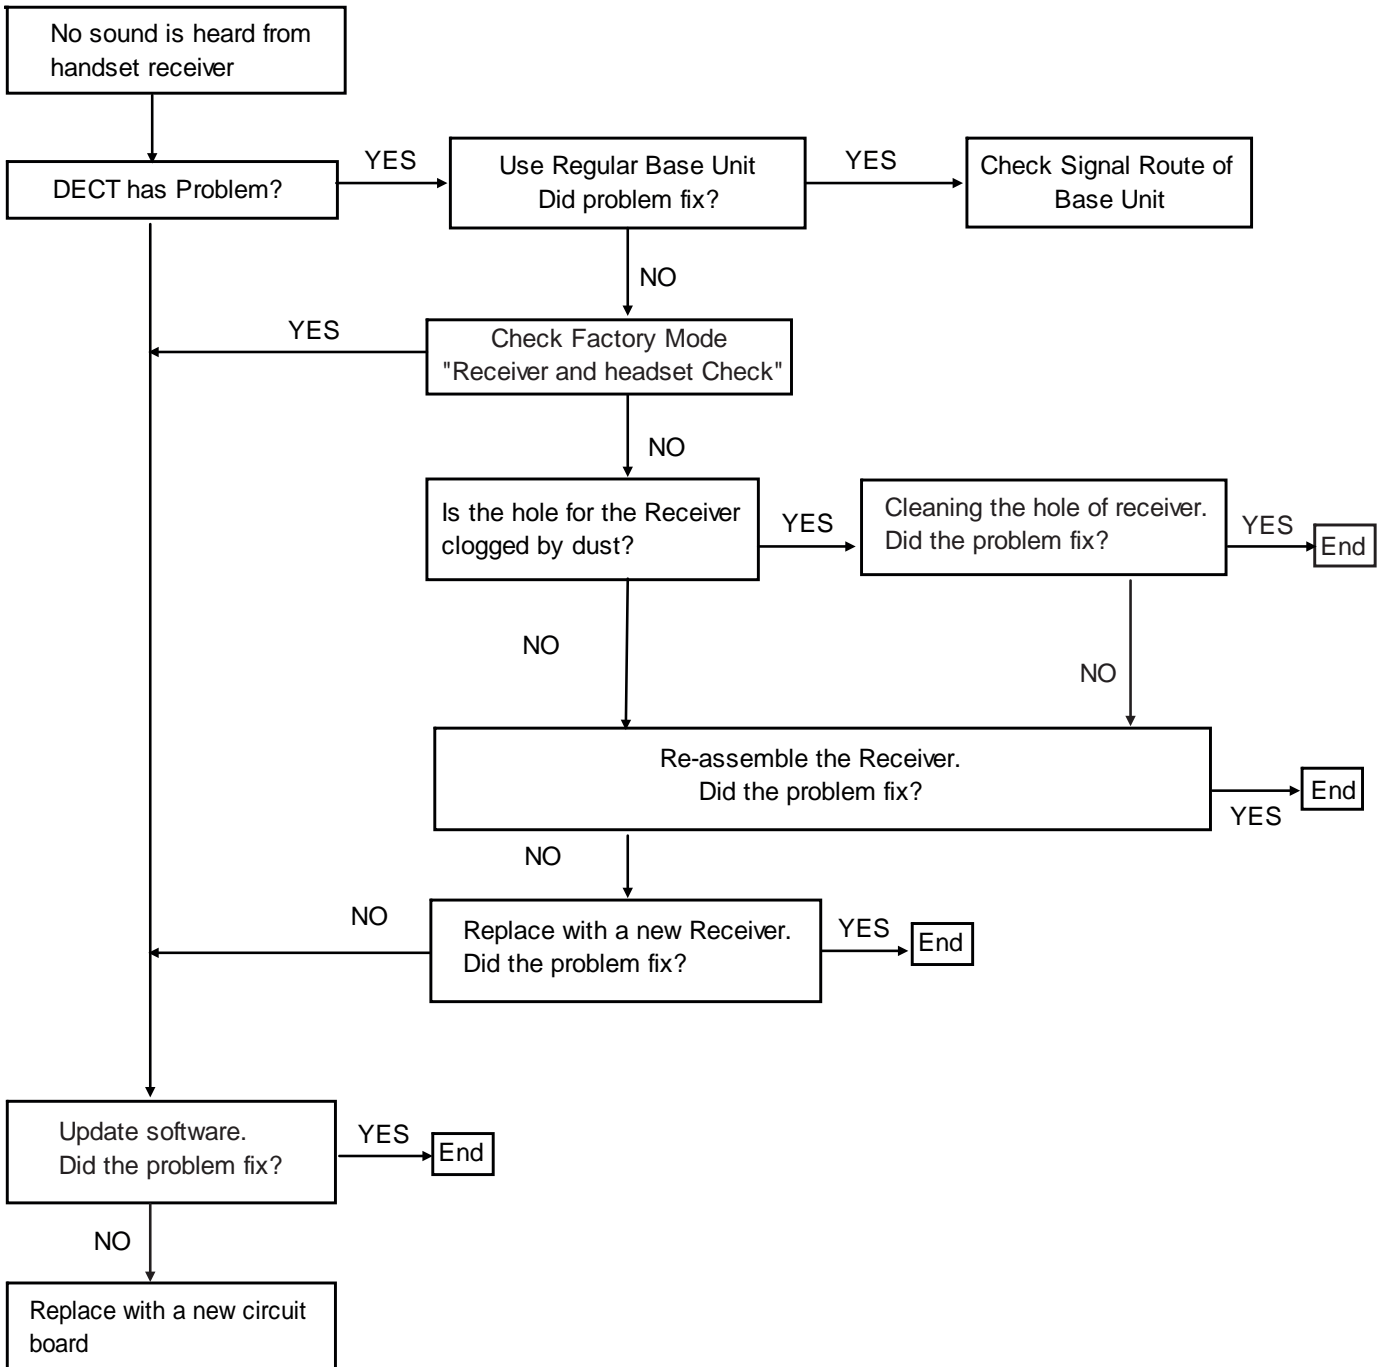 No sound is heard from
handset receiver
DECT has Problem?
YES
Use Regular Base Unit
Did problem fix?
YES
Check Signal Route of
Base Unit
NO
YES
Check Factory Mode
"Receiver and headset Check"
NO
Is the hole for the Receiver
clogged by dust?
YES
Cleaning the hole of receiver.
Did the problem fix?
YES
End
NO
NO
Re-assemble the Receiver.
Did the problem fix?
YES
End
NO
NO
Replace with a new Receiver.
Did the problem fix?
YES
End
Update software.
Did the problem fix?
YES
End
NO
Replace with a new circuit
board